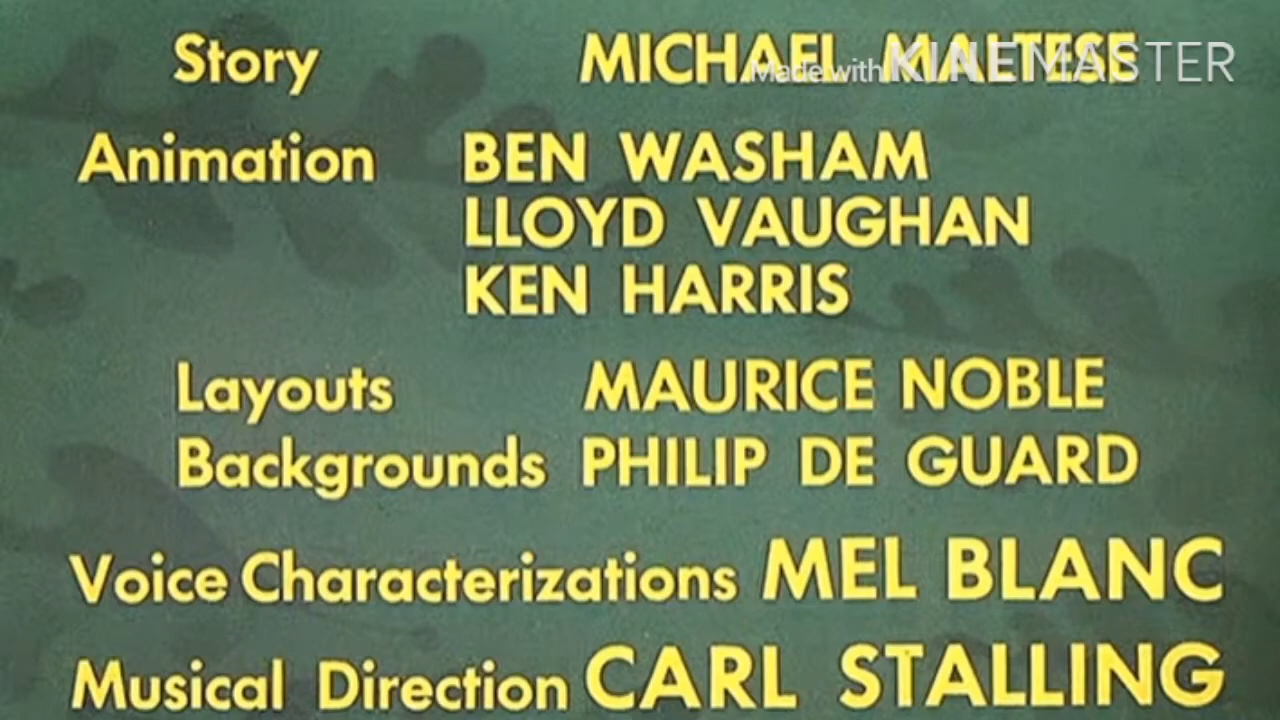 Story MICHAEL MALTESE
Made with KINEMASTER
Animation BEN WASHAM
LLOYD VAUGHAN
KEN HARRIS
Layouts MAURICE NOBLE
Backgrounds PHILIP DE GUARD
Voice Characterizations MEL BLANC
Musical Direction CARL STALLING